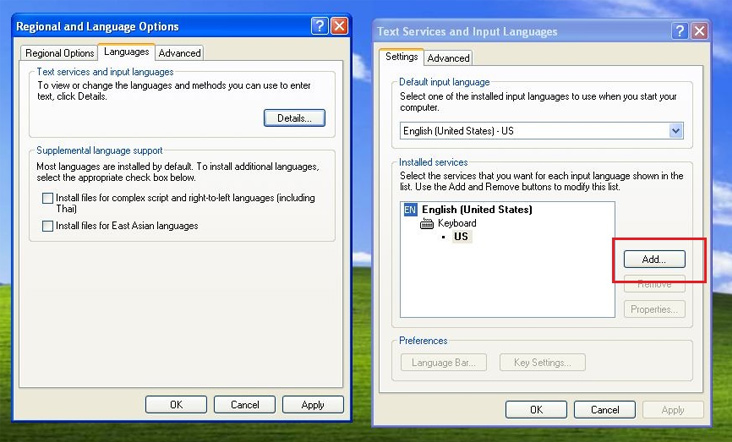 Regional and Language Options
Regional Options
Languages
Advanced
Text services and input languages
To view or change the languages and methods you can use to enter
text, click Details.
Details...
Supplemental language support
Most languages are installed by default. To install additional languages,
select the appropriate check box below.
Install files for complex script and right-to-left languages (including
Thai)
Install files for East Asian languages
OK
Cancel
Apply
Text Services and Input Languages
Settings
Advanced
Default input language
Select one of the installed input languages to use when you start your
computer.
English (United States) - US
Installed services
Select the services that you want for each input language shown in the
list. Use the Add and Remove buttons to modify this list.
EN English (United States)
Keyboard
• US
Add...
Remove
Properties...
Preferences
Language Bar...
Key Settings...
OK
Cancel
Apply